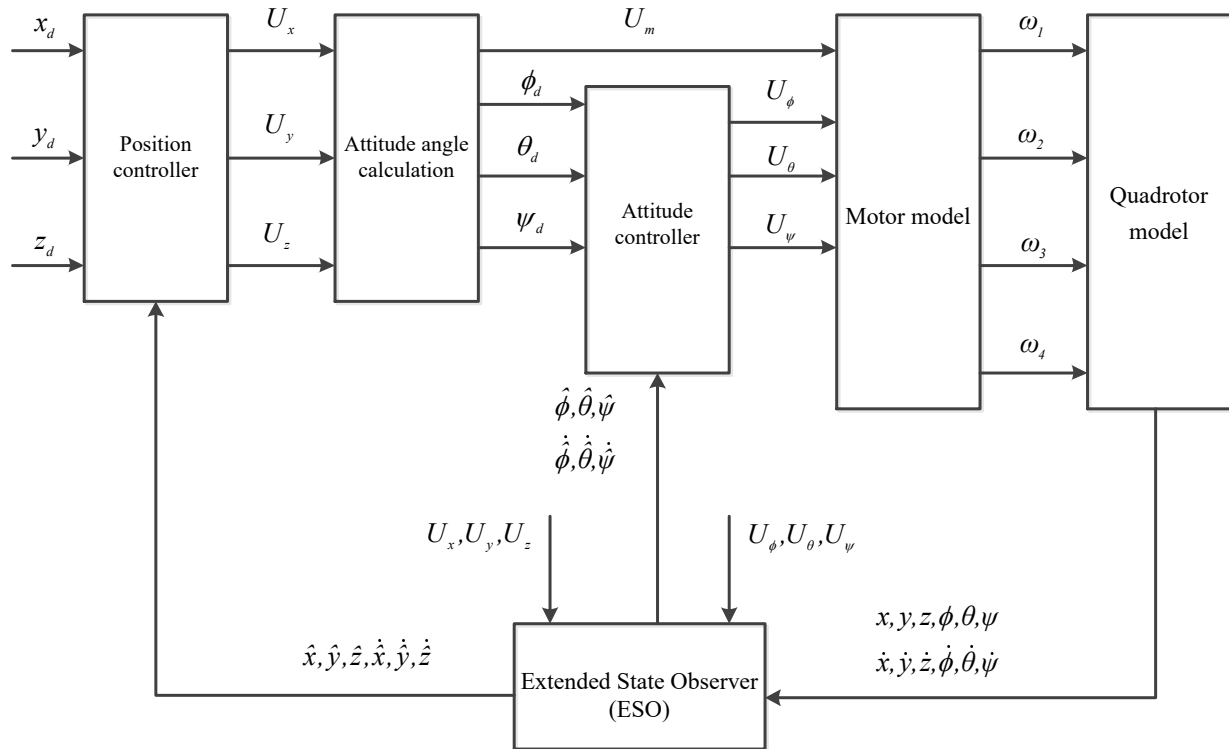 x_d
U_x
U_m
ω_1
ϕ_d
U_ϕ
y_d
Position
controller
U_y
Attitude angle
calculation
θ_d
U_θ
ω_2
ψ_d
Attitude
controller
U_ψ
Motor model
Quadrotor
model
z_d
U_z
ω_3
ω_4
ϕ̂,θ̂,ψ̂
ϕ̂̇,θ̂̇,ψ̂̇
U_x,U_y,U_z
U_ϕ,U_θ,U_ψ
x,y,z,ϕ,θ,ψ
ẋ,ẏ,ż,ϕ̇,θ̇,ψ̇
x̂,ŷ,ẑ,x̂̇,ŷ̇,ẑ̇
Extended State Observer
(ESO)